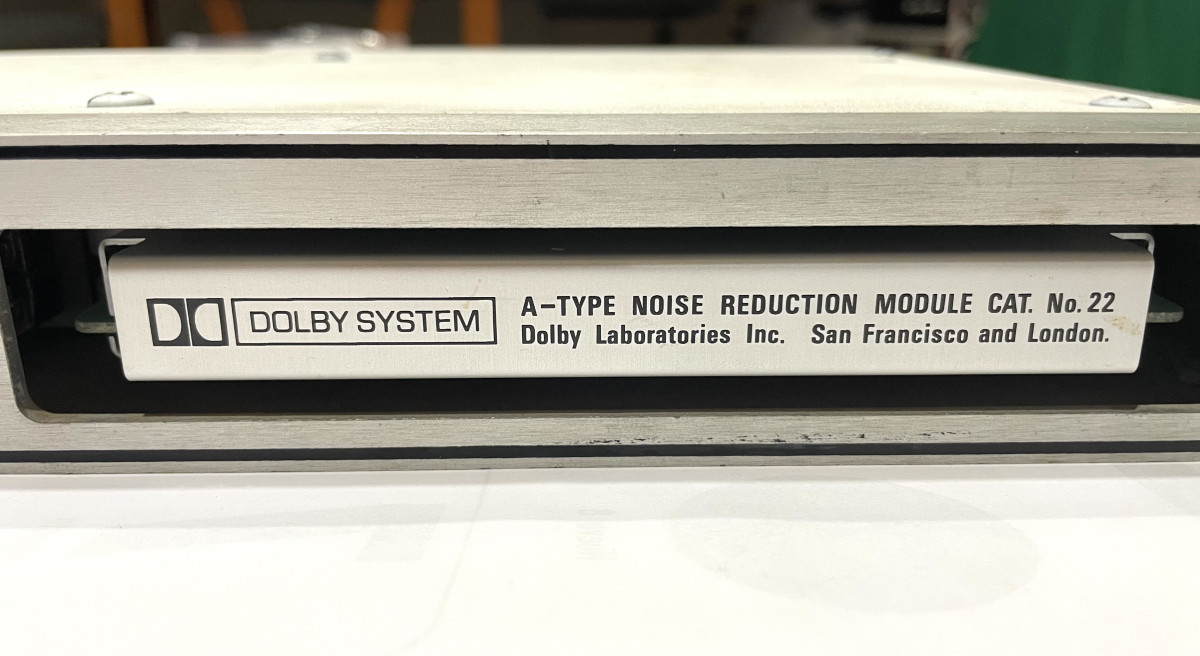 DOLBY SYSTEM
A-TYPE NOISE REDUCTION MODULE CAT. No. 22
Dolby Laboratories Inc. San Francisco and London.